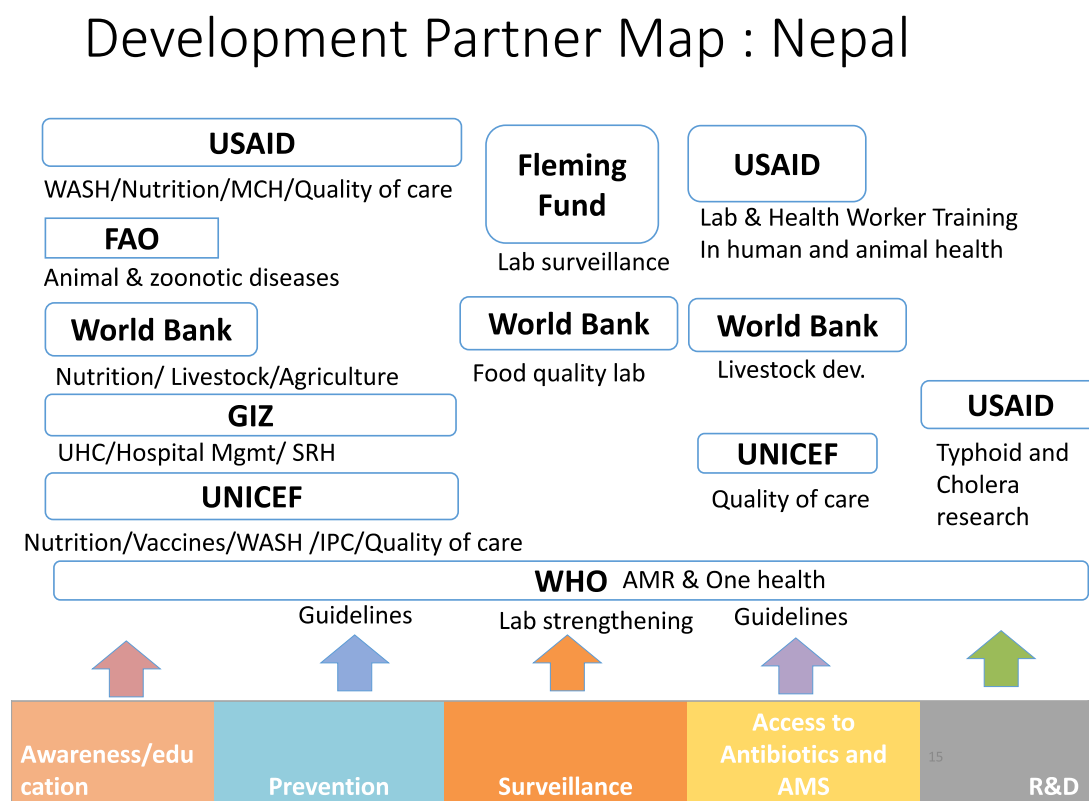 Development Partner Map : Nepal
USAID
WASH/Nutrition/MCH/Quality of care
FAO
Animal & zoonotic diseases
World Bank
Nutrition/ Livestock/Agriculture
GIZ
UHC/Hospital Mgmt/ SRH
UNICEF
Nutrition/Vaccines/WASH /IPC/Quality of care
Fleming
Fund
Lab surveillance
World Bank
Food quality lab
USAID
Lab & Health Worker Training
In human and animal health
World Bank
Livestock dev.
UNICEF
Quality of care
USAID
Typhoid and
Cholera
research
WHO AMR & One health
Guidelines
Lab strengthening
Guidelines
Awareness/edu
cation
Prevention
Surveillance
Access to
Antibiotics and
AMS
15
R&D